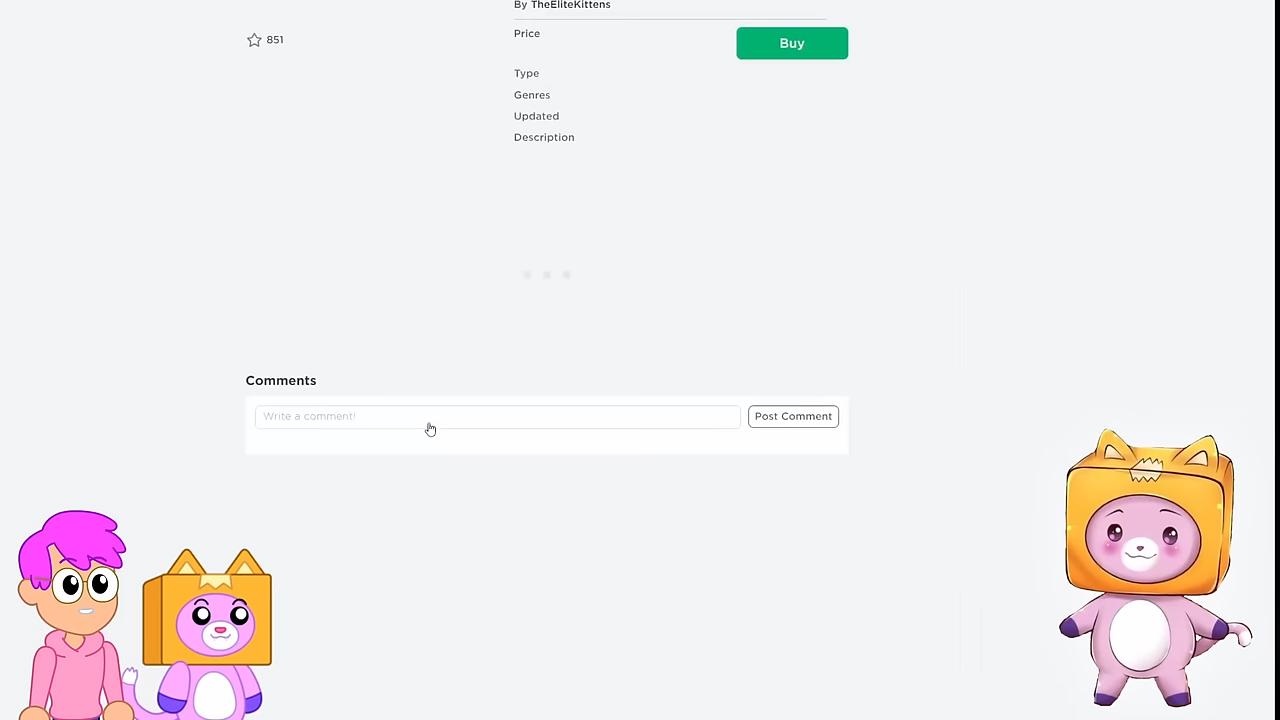 By TheEliteKittens
851
Price
Buy
Type
Genres
Updated
Description
Comments
Write a comment!
Post Comment